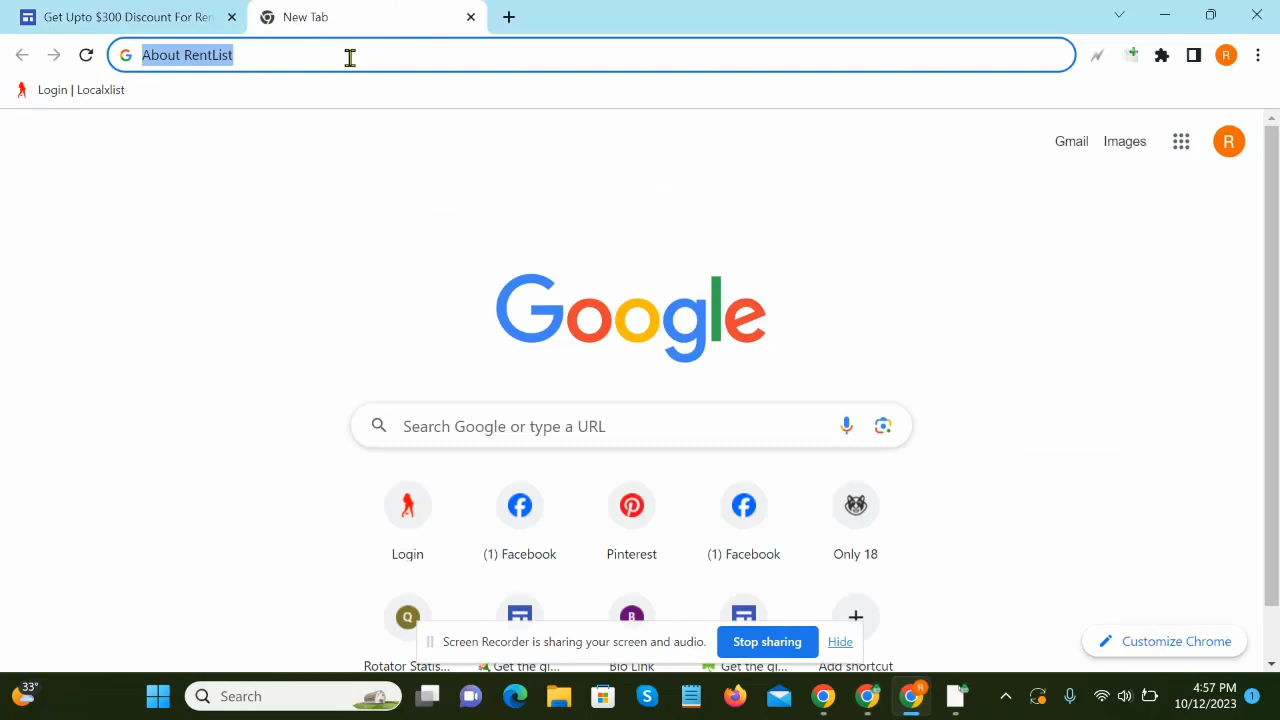 Get Upto $300 Discount For Ren
New Tab
About RentList
Login | Localxlist
Gmail
Images
R
R
Google
Search Google or type a URL
Login
(1) Facebook
Pinterest
(1) Facebook
Only 18
Q
B
Screen Recorder is sharing your screen and audio.
Stop sharing
Hide
Customize Chrome
Rotator Statis...
Get the gi...
Bio Link
Get the gi...
Add shortcut
33°
Search
R
4:57 PM
10/12/2023
1